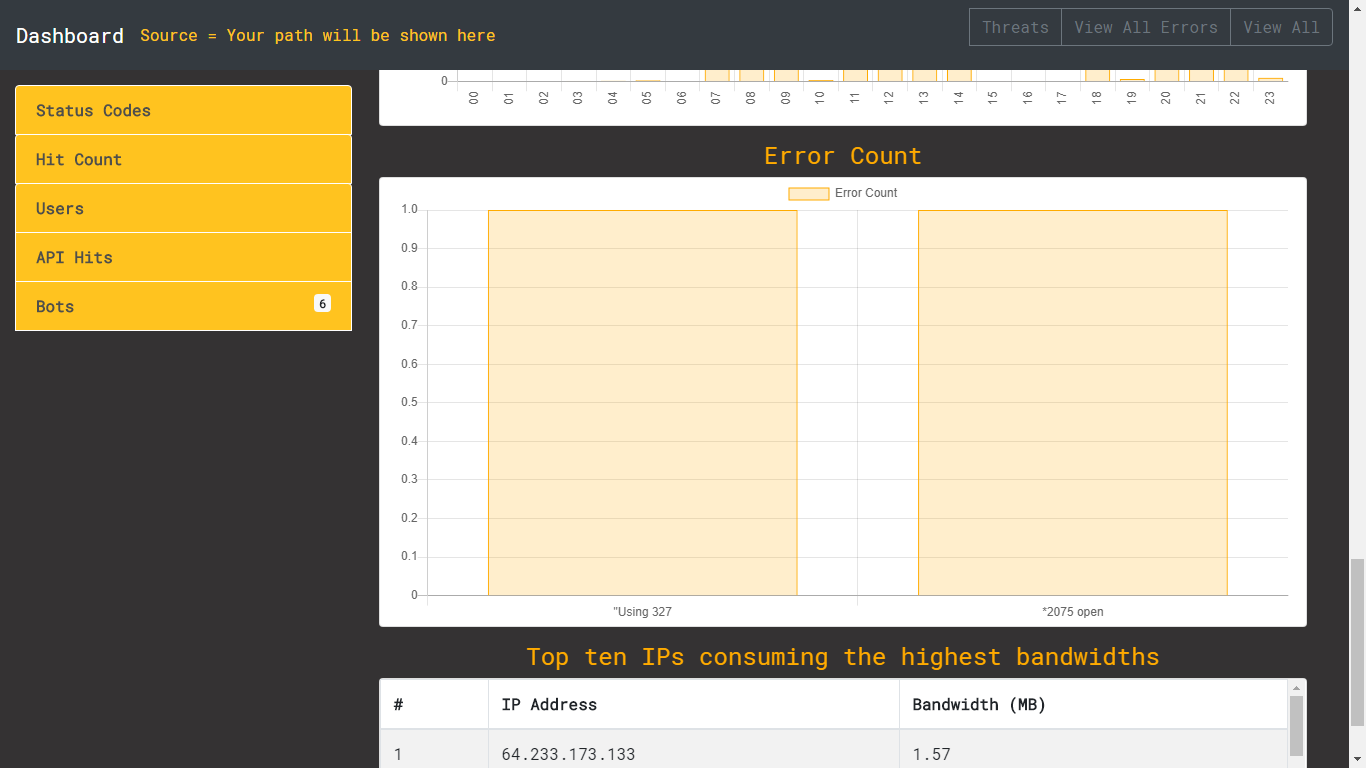 Dashboard Source = Your path will be shown here Threats View All Errors View All
Status Codes
Hit Count
Users
API Hits
Bots 6
0
00 01 02 03 04 05 06 07 08 09 10 11 12 13 14 15 16 17 18 19 20 21 22 23
Error Count
Error Count
1.0
0.9
0.8
0.7
0.6
0.5
0.4
0.3
0.2
0.1
0
"Using 327 *2075 open
Top ten IPs consuming the highest bandwidths
# IP Address Bandwidth (MB)
1 64.233.173.133 1.57